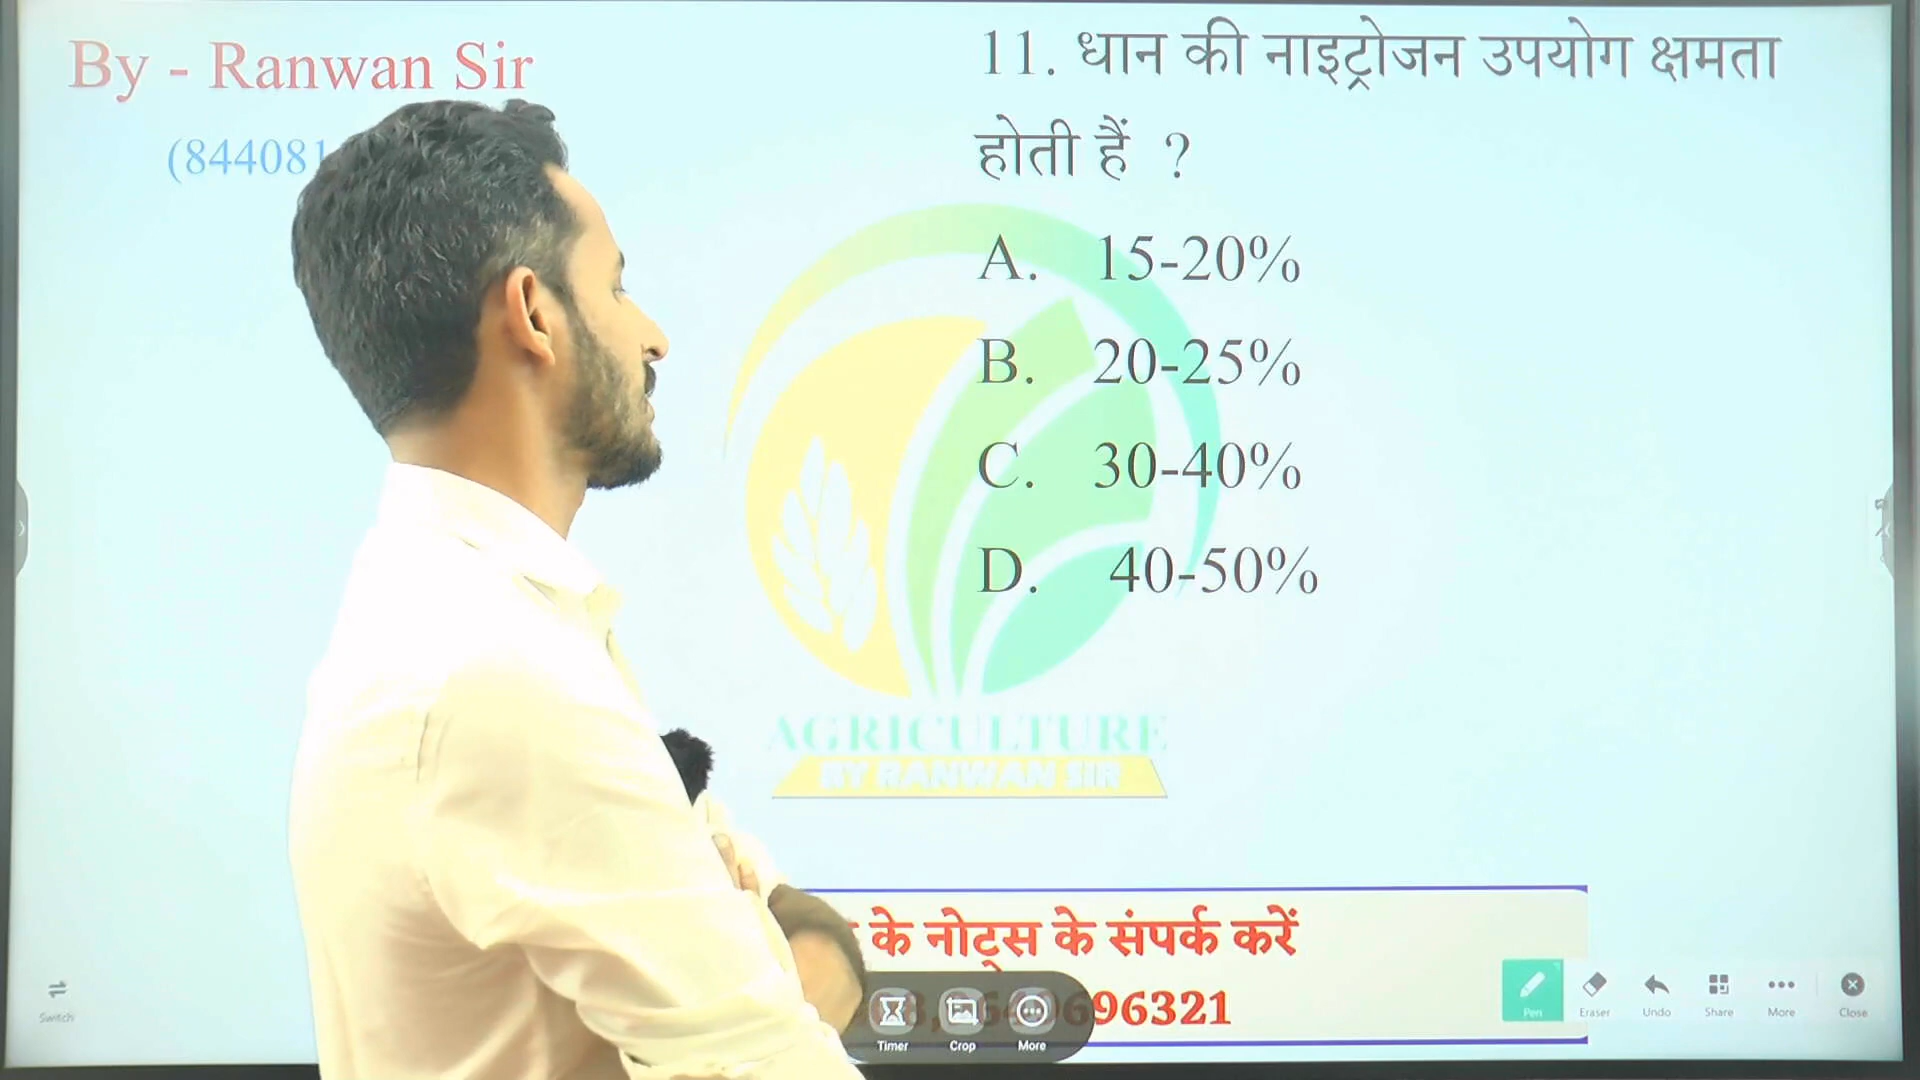 By - Ranwan Sir
(84408
11. धान की नाइट्रोजन उपयोग क्षमता
होती हैं ?
A. 15-20%
B. 20-25%
C. 30-40%
D. 40-50%
AGRICULTURE
BY RANWAN SIR
के नोट्स के संपर्क करें
96321
Switch
Timer
Crop
More
Pen
Eraser
Undo
Share
More
Close